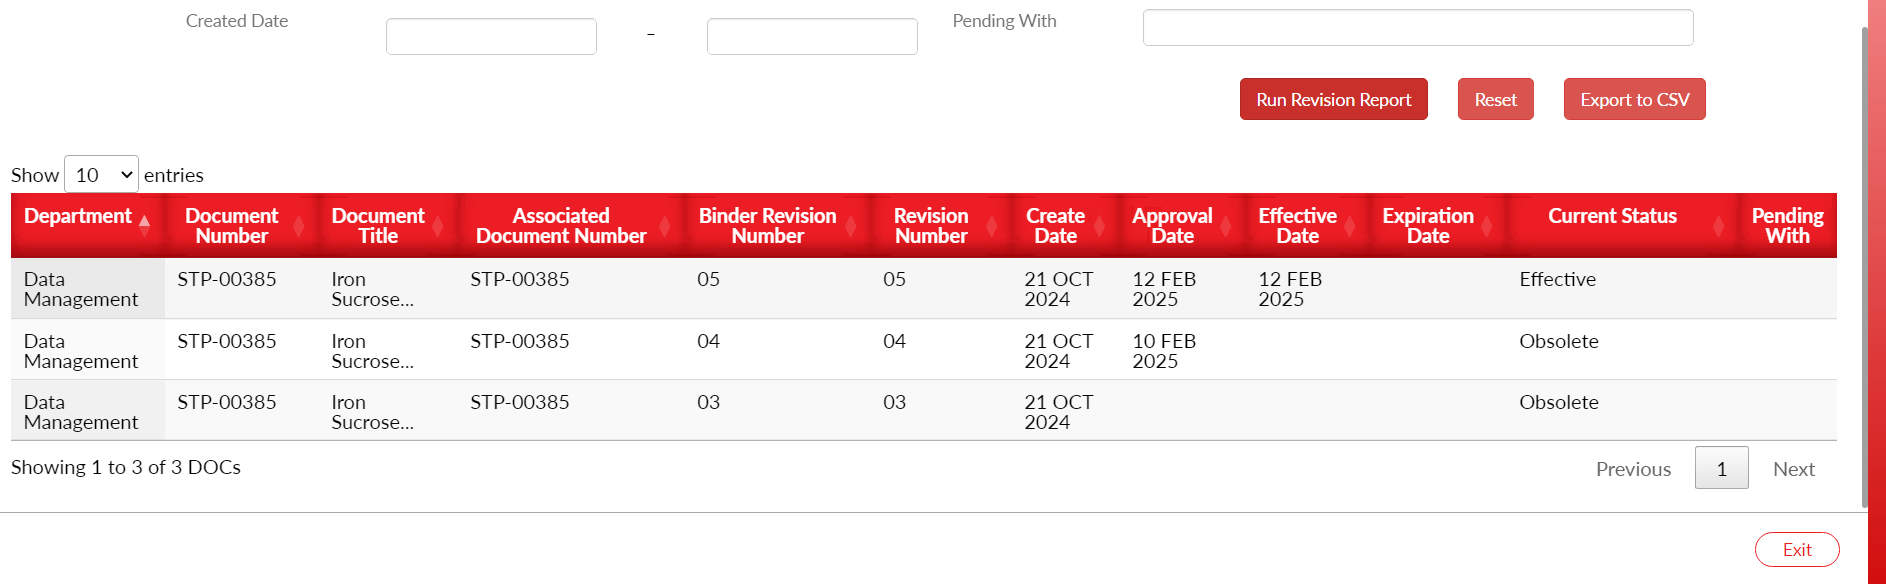 Created Date – Pending With
Run Revision Report Reset Export to CSV
Show 10 entries
Department Document Number Document Title Associated Document Number Binder Revision Number Revision Number Create Date Approval Date Effective Date Expiration Date Current Status Pending With
Data Management STP-00385 Iron Sucrose... STP-00385 05 05 21 OCT 2024 12 FEB 2025 12 FEB 2025 Effective
Data Management STP-00385 Iron Sucrose... STP-00385 04 04 21 OCT 2024 10 FEB 2025 Obsolete
Data Management STP-00385 Iron Sucrose... STP-00385 03 03 21 OCT 2024 Obsolete
Showing 1 to 3 of 3 DOCs Previous 1 Next
Exit